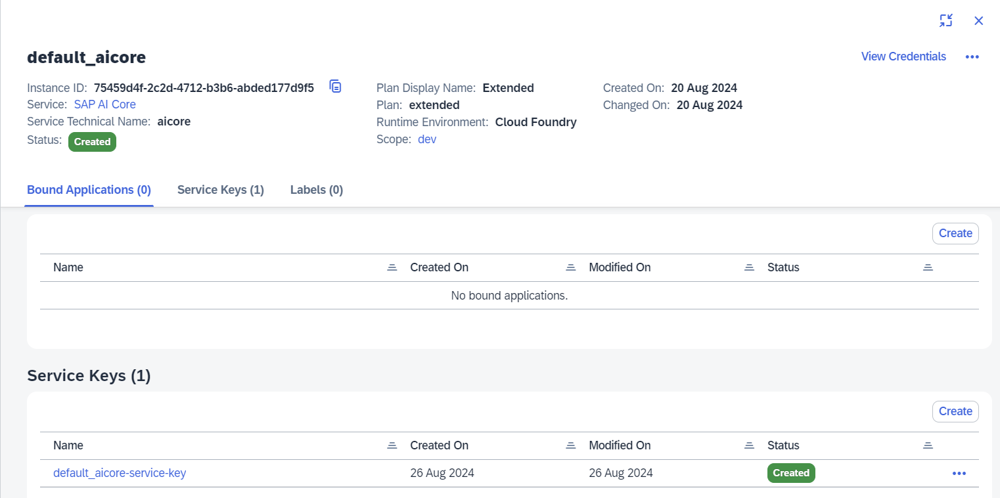 default_aicore
View Credentials
Instance ID: 75459d4f-2c2d-4712-b3b6-abded177d9f5
Service: SAP AI Core
Service Technical Name: aicore
Status: Created
Plan Display Name: Extended
Plan: extended
Runtime Environment: Cloud Foundry
Scope: dev
Created On: 20 Aug 2024
Changed On: 20 Aug 2024
Bound Applications (0) Service Keys (1) Labels (0)
Create
Name Created On Modified On Status
No bound applications.
Service Keys (1)
Create
Name Created On Modified On Status
default_aicore-service-key 26 Aug 2024 26 Aug 2024 Created